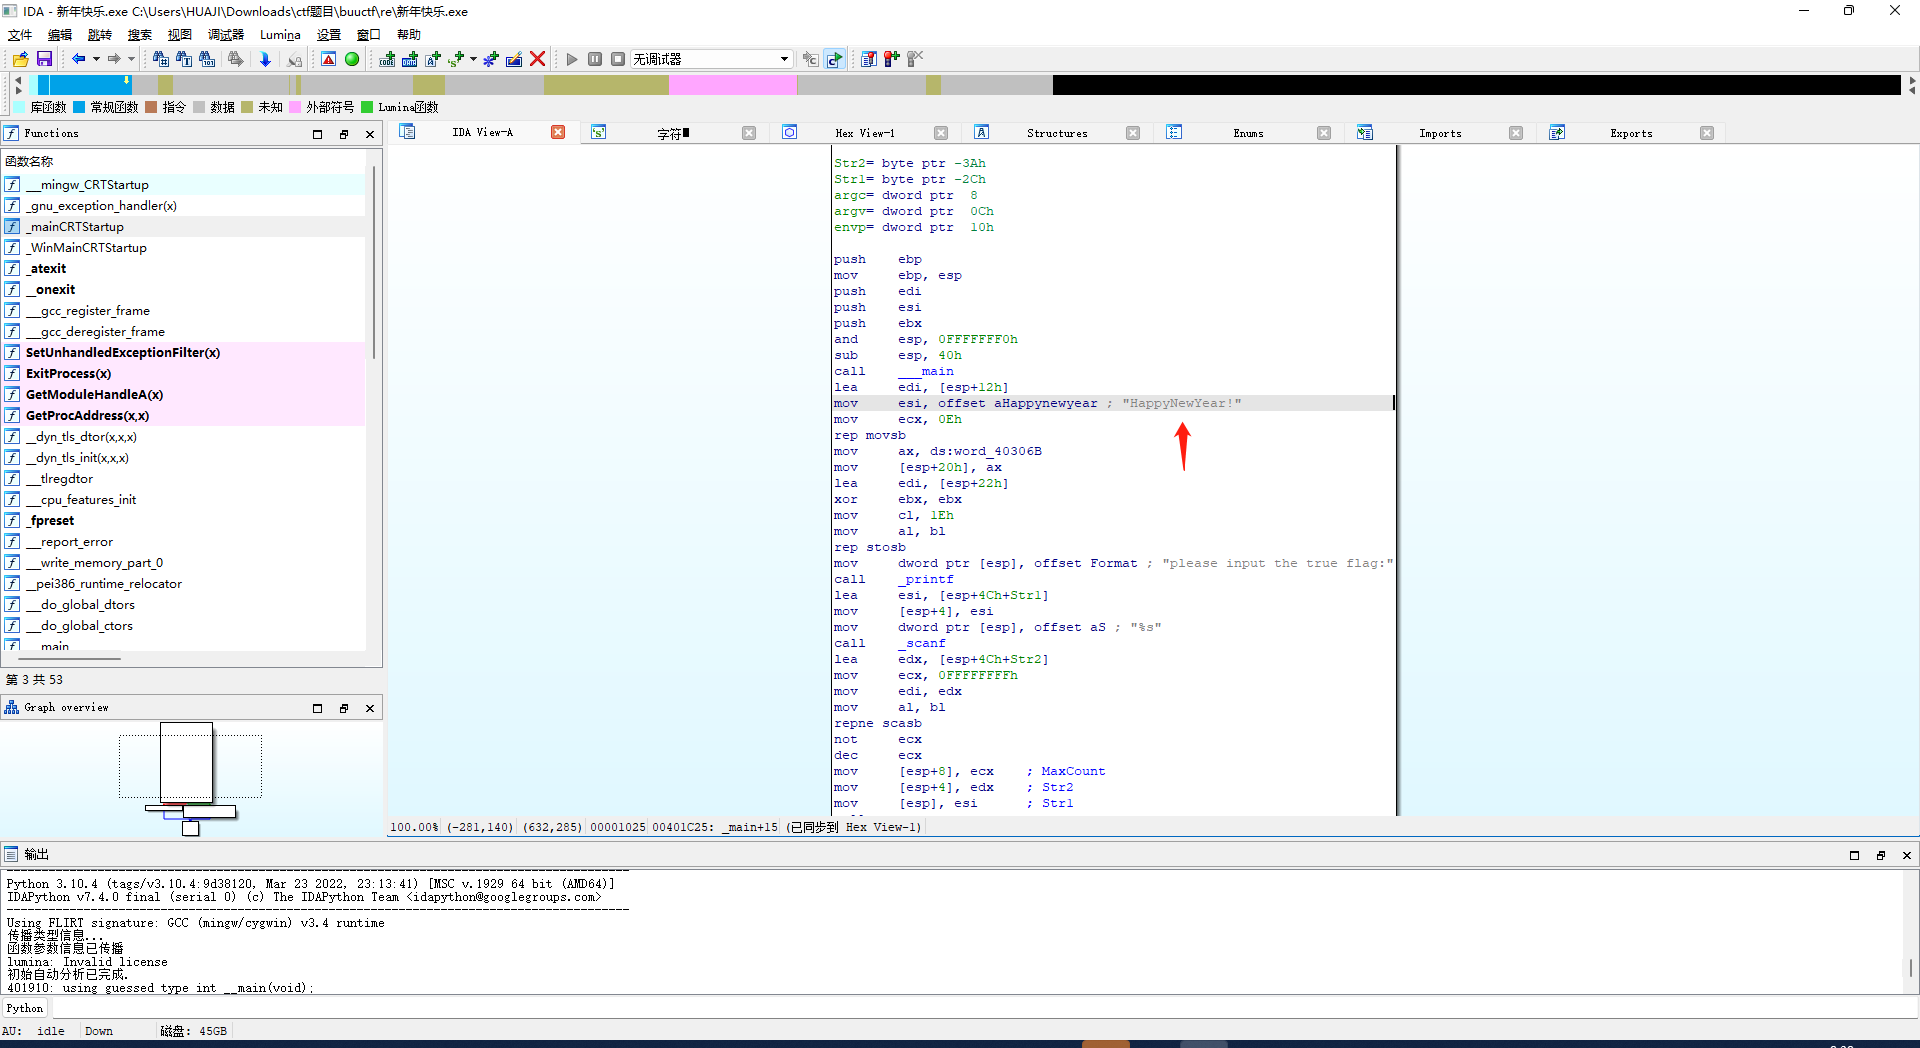 IDA - 新年快乐.exe C:\Users\HUAJI\Downloads\ctf题目\buuctf\re\新年快乐.exe
文件 编辑 跳转 搜索 视图 调试器 Lumina 设置 窗口 帮助
无调试器
库函数 常规函数 指令 数据 未知 外部符号 Lumina函数
Functions
函数名称
__mingw_CRTStartup
_gnu_exception_handler(x)
_mainCRTStartup
_WinMainCRTStartup
_atexit
__onexit
___gcc_register_frame
___gcc_deregister_frame
SetUnhandledExceptionFilter(x)
ExitProcess(x)
GetModuleHandleA(x)
GetProcAddress(x,x)
__dyn_tls_dtor(x,x,x)
__dyn_tls_init(x,x,x)
___tlregdtor
___cpu_features_init
_fpreset
___report_error
___write_memory_part_0
__pei386_runtime_relocator
___do_global_dtors
___do_global_ctors
___main
第 3 共 53
Graph overview
IDA View-A 字符 Hex View-1 Structures Enums Imports Exports
Str2= byte ptr -3Ah
Str1= byte ptr -2Ch
argc= dword ptr  8
argv= dword ptr  0Ch
envp= dword ptr  10h
push    ebp
mov     ebp, esp
push    edi
push    esi
push    ebx
and     esp, 0FFFFFFF0h
sub     esp, 40h
call    ___main
lea     edi, [esp+12h]
mov     esi, offset aHappynewyear ; "HappyNewYear!"
mov     ecx, 0Eh
rep movsb
mov     ax, ds:word_40306B
mov     [esp+20h], ax
lea     edi, [esp+22h]
xor     ebx, ebx
mov     cl, 1Eh
mov     al, bl
rep stosb
mov     dword ptr [esp], offset Format ; "please input the true flag:"
call    _printf
lea     esi, [esp+4Ch+Str1]
mov     [esp+4], esi
mov     dword ptr [esp], offset aS ; "%s"
call    _scanf
lea     edx, [esp+4Ch+Str2]
mov     ecx, 0FFFFFFFFh
mov     edi, edx
mov     al, bl
repne scasb
not     ecx
dec     ecx
mov     [esp+8], ecx    ; MaxCount
mov     [esp+4], edx    ; Str2
mov     [esp], esi      ; Str1
100.00% (-281,140) (632,285) 00001025 00401C25: _main+15 (已同步到 Hex View-1)
输出
Python 3.10.4 (tags/v3.10.4:9d38120, Mar 23 2022, 23:13:41) [MSC v.1929 64 bit (AMD64)]
IDAPython v7.4.0 final (serial 0) (c) The IDAPython Team <idapython@googlegroups.com>
Using FLIRT signature: GCC (mingw/cygwin) v3.4 runtime
传播类型信息...
函数参数信息已传播
lumina: Invalid license
初始自动分析已完成.
401910: using guessed type int __main(void);
Python
AU: idle Down 磁盘: 45GB